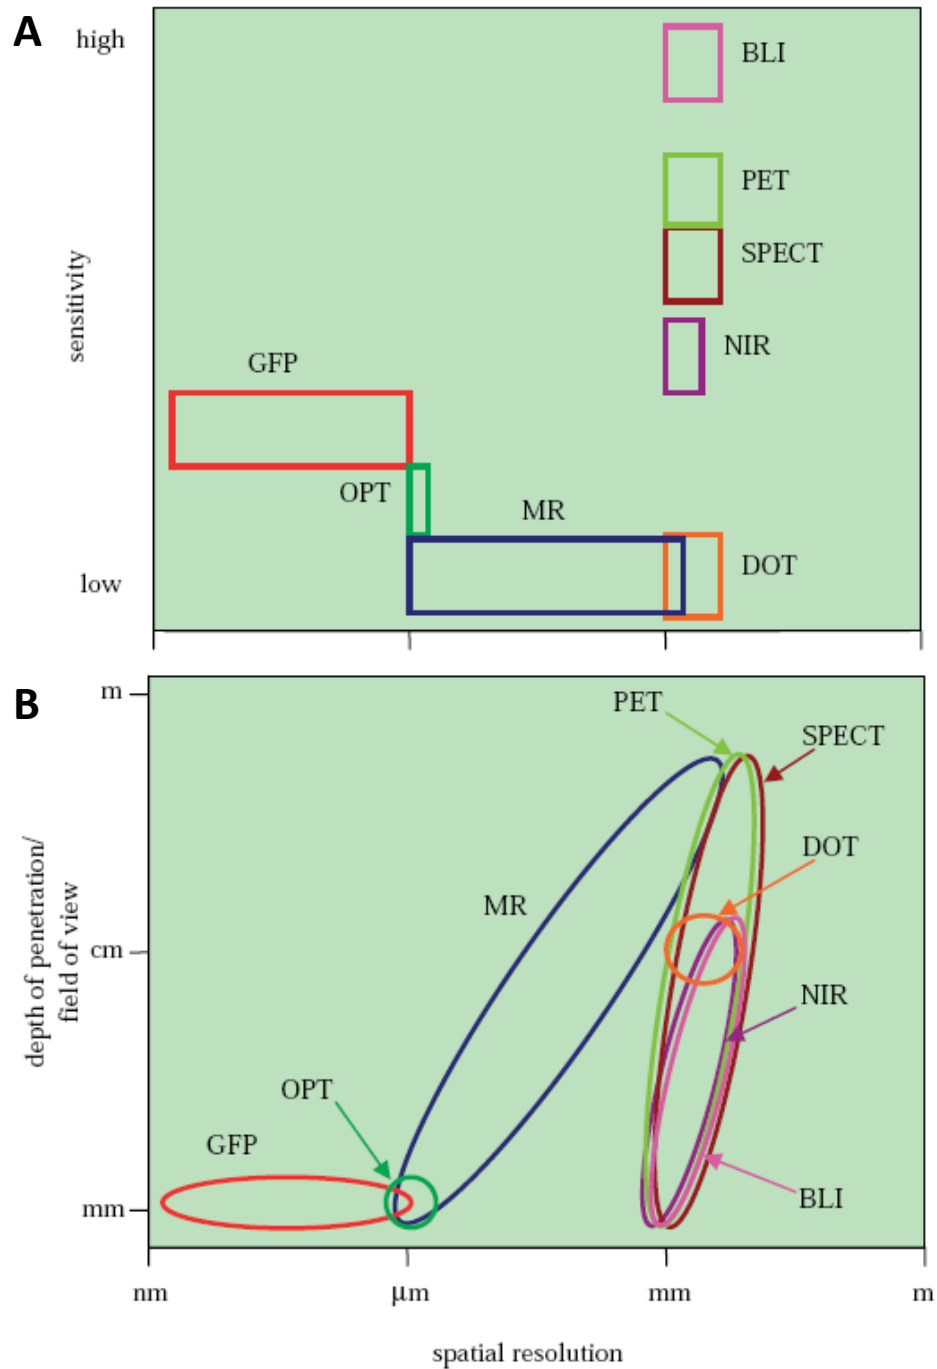 A
high
BLI
PET
SPECT
sensitivity
NIR
GFP
OPT
MR
DOT
low
B
m
PET
SPECT
DOT
MR
depth of penetration/
field of view
cm
NIR
OPT
GFP
BLI
mm
nm
μm
mm
m
spatial resolution